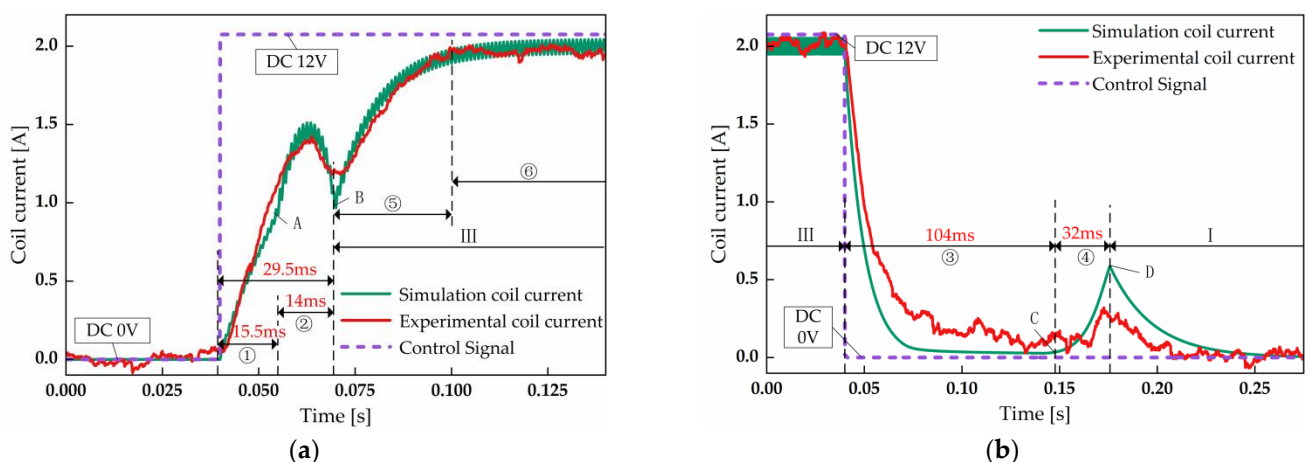 2.0
1.5
1.0
0.5
0.0
Coil current [A]
DC 12V
A
B
⑤
⑥
III
29.5ms
14ms
②
15.5ms
①
DC 0V
Simulation coil current
Experimental coil current
Control Signal
0.000
0.025
0.050
0.075
0.100
0.125
Time [s]
(a)
2.0
1.5
1.0
0.5
0.0
Coil current [A]
DC 12V
Simulation coil current
Experimental coil current
Control Signal
III
104ms
③
32ms
④
I
DC
0V
C
D
0.00
0.05
0.10
0.15
0.20
0.25
Time [s]
(b)